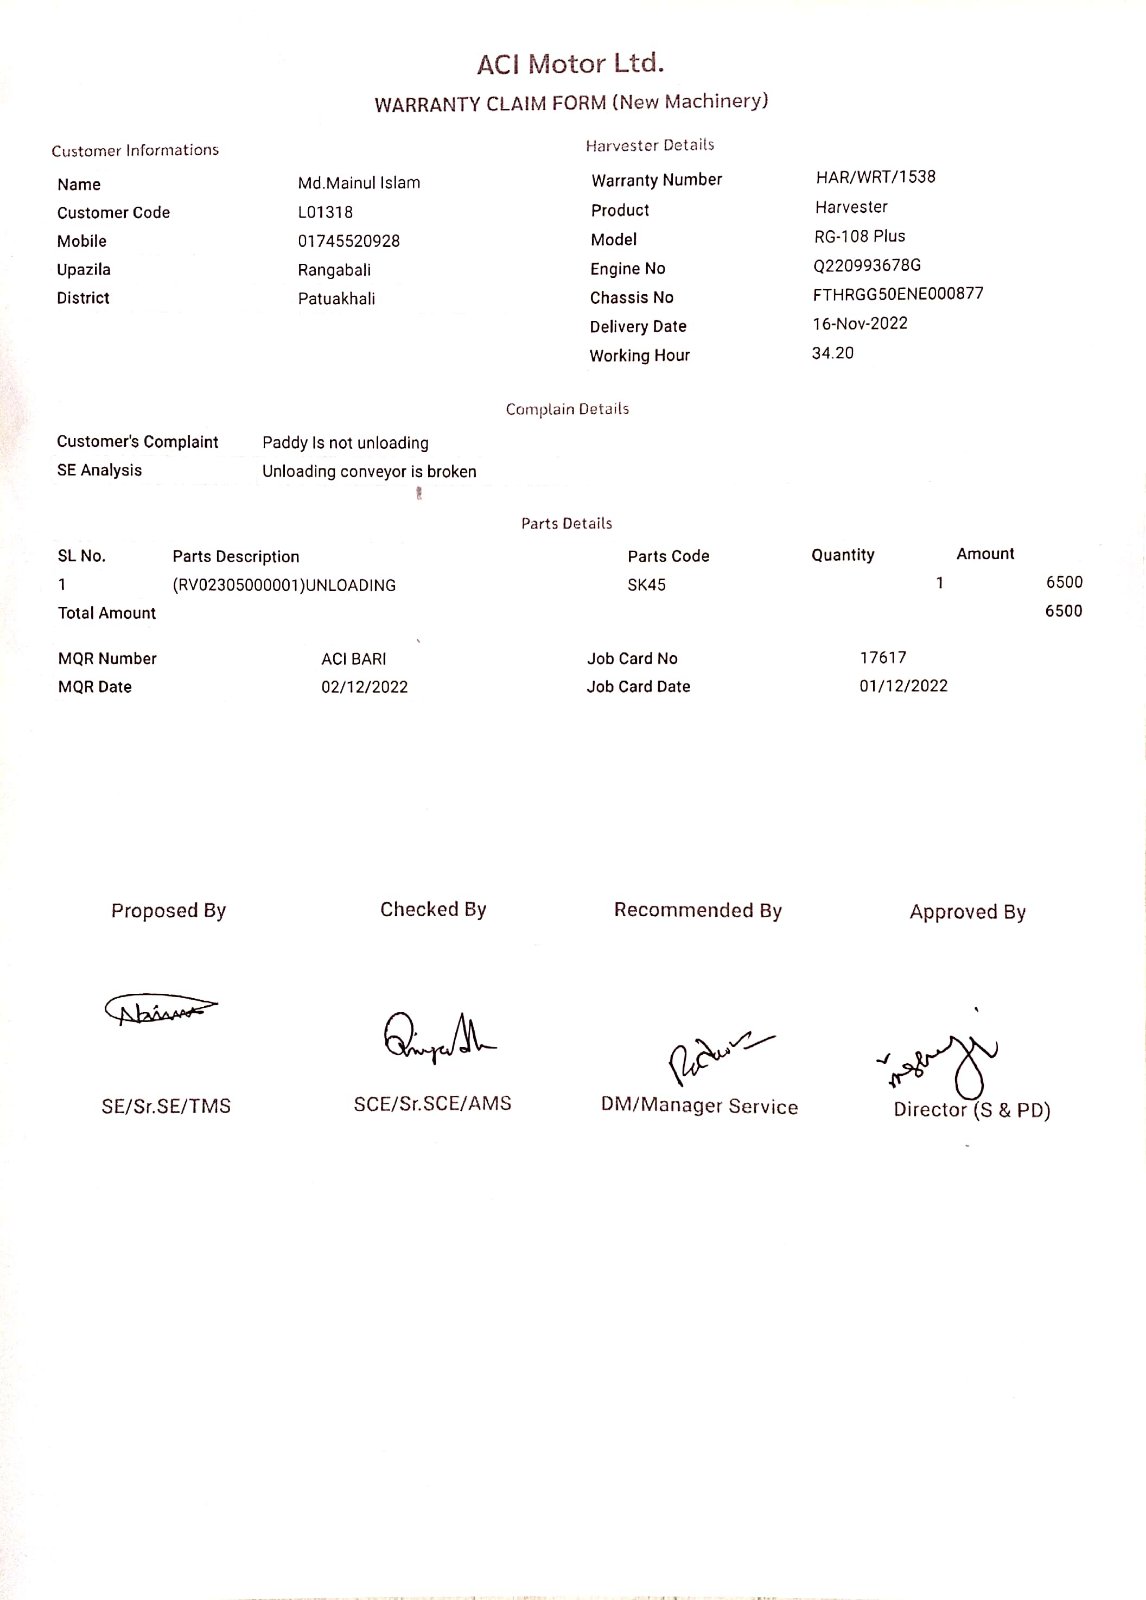 ACI Motor Ltd.
WARRANTY CLAIM FORM (New Machinery)
Customer Informations
Name Md.Mainul Islam
Customer Code L01318
Mobile 01745520928
Upazila Rangabali
District Patuakhali
Harvester Details
Warranty Number HAR/WRT/1538
Product Harvester
Model RG-108 Plus
Engine No Q220993678G
Chassis No FTHRGG50ENE000877
Delivery Date 16-Nov-2022
Working Hour 34.20
Complain Details
Customer's Complaint Paddy Is not unloading
SE Analysis Unloading conveyor is broken
Parts Details
SL No. Parts Description Parts Code Quantity Amount
1 (RV02305000001)UNLOADING SK45 1 6500
Total Amount 6500
MQR Number ACI BARI Job Card No 17617
MQR Date 02/12/2022 Job Card Date 01/12/2022
Proposed By Checked By Recommended By Approved By
SE/Sr.SE/TMS SCE/Sr.SCE/AMS DM/Manager Service Director (S & PD)